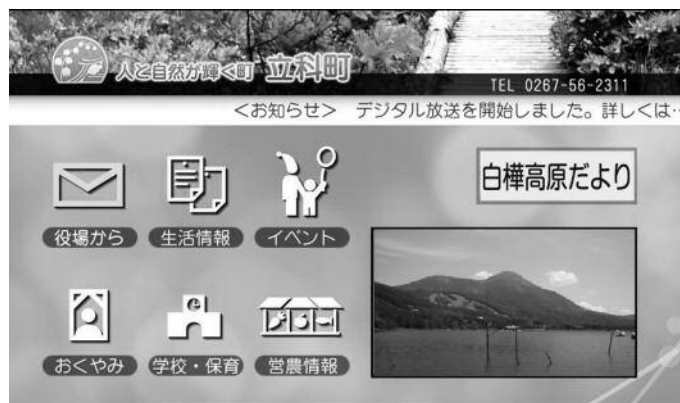 人と自然が輝く町 立科町
TEL 0267-56-2311
<お知らせ> デジタル放送を開始しました。詳しくは‥
白樺高原だより
役場から 生活情報 イベント
おくやみ 学校・保育 営農情報